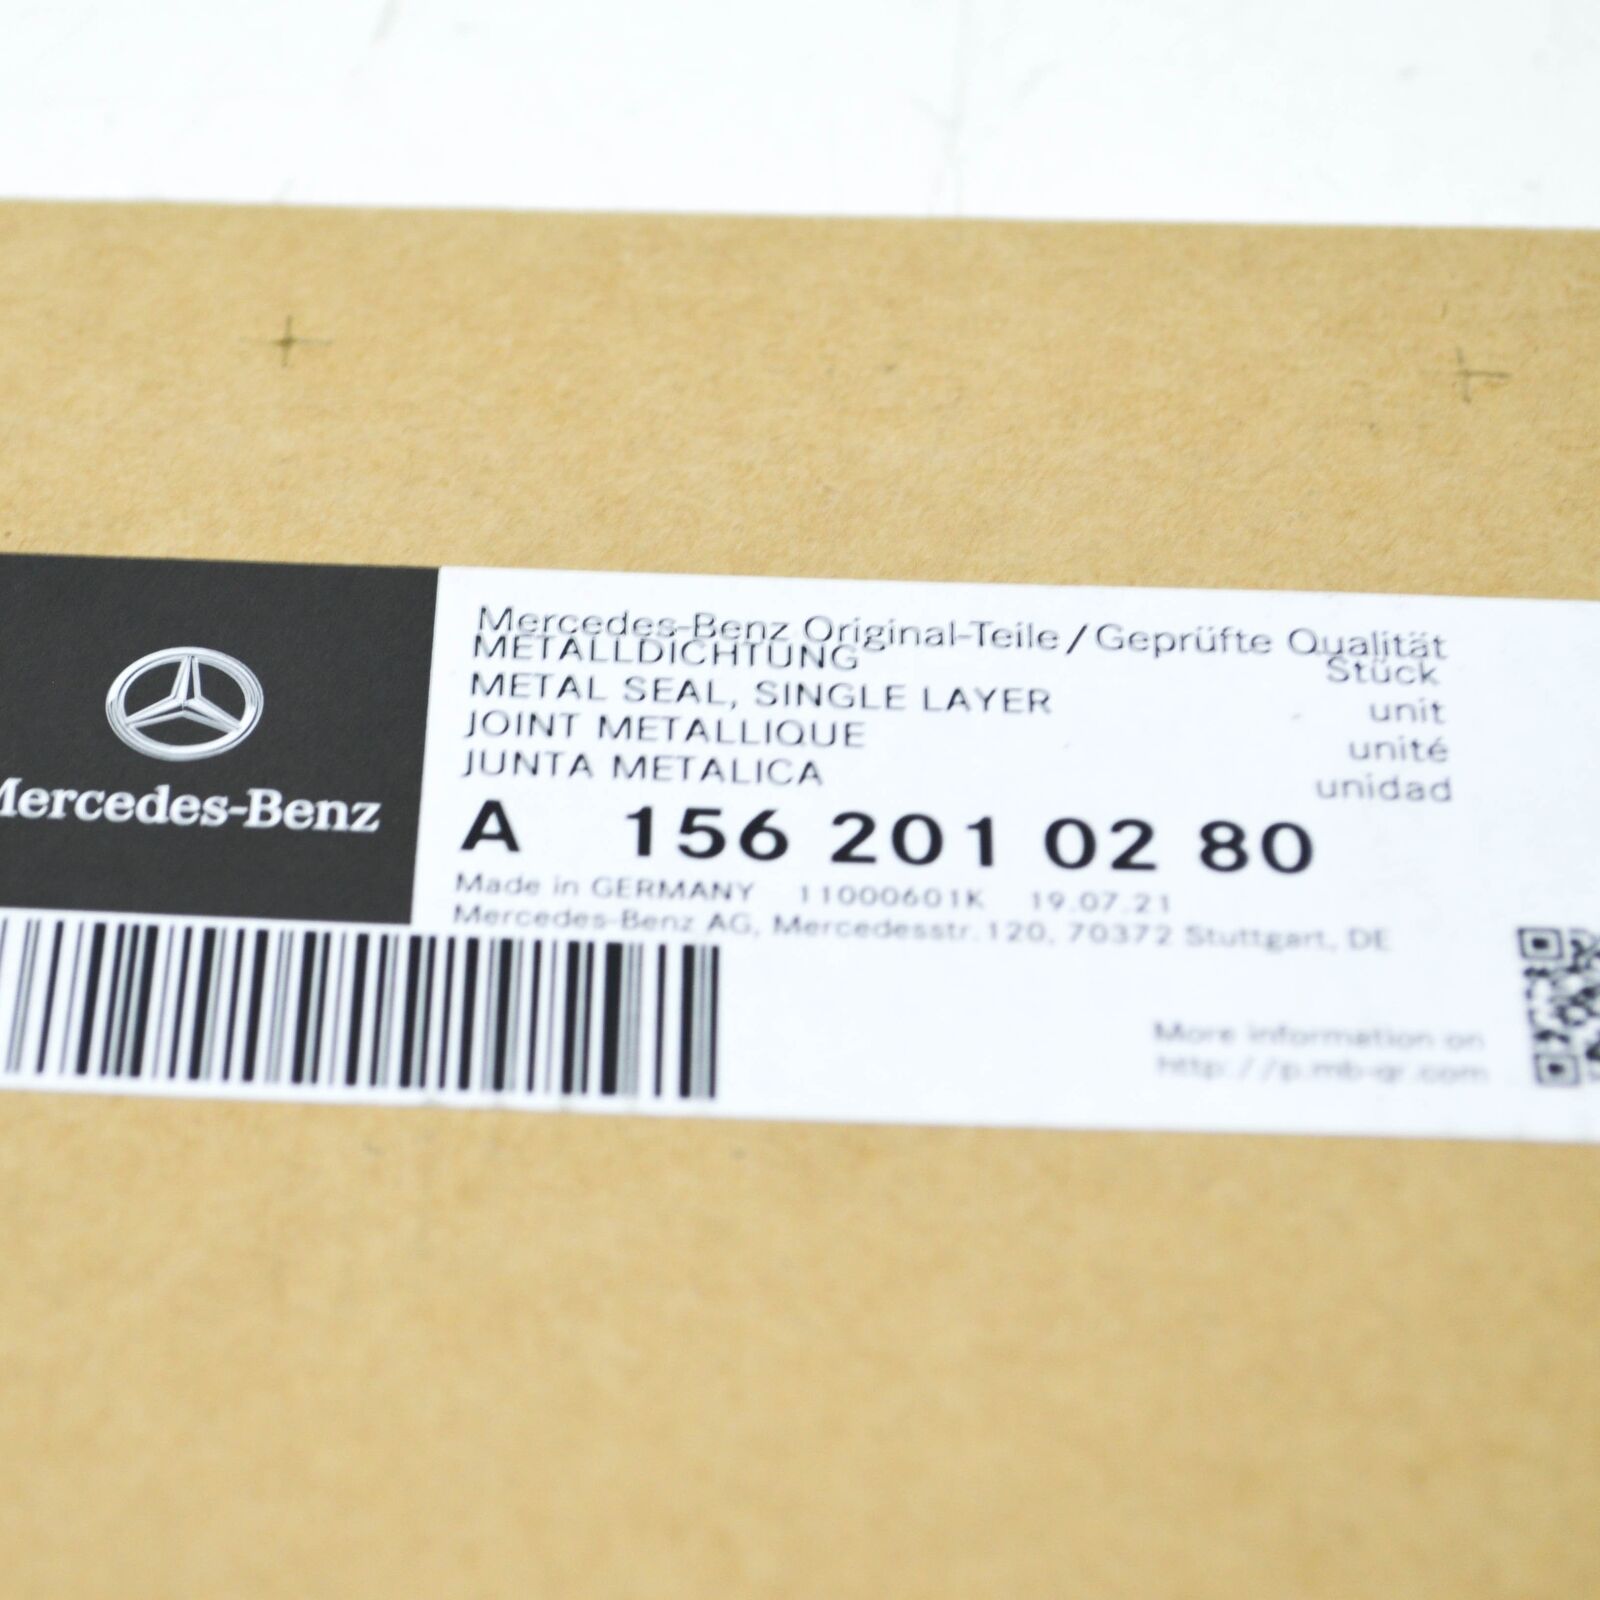 Mercedes-Benz
Mercedes-Benz Original-Teile/Geprüfte Qualität
METALLDICHTUNG Stück
METAL SEAL, SINGLE LAYER unit
JOINT METALLIQUE unité
JUNTA METALICA unidad
A 156 201 02 80
Made in GERMANY 11000601K 19.07.21
Mercedes-Benz AG, Mercedesstr.120, 70372 Stuttgart, DE
More information on
http://p.mb-qr.com